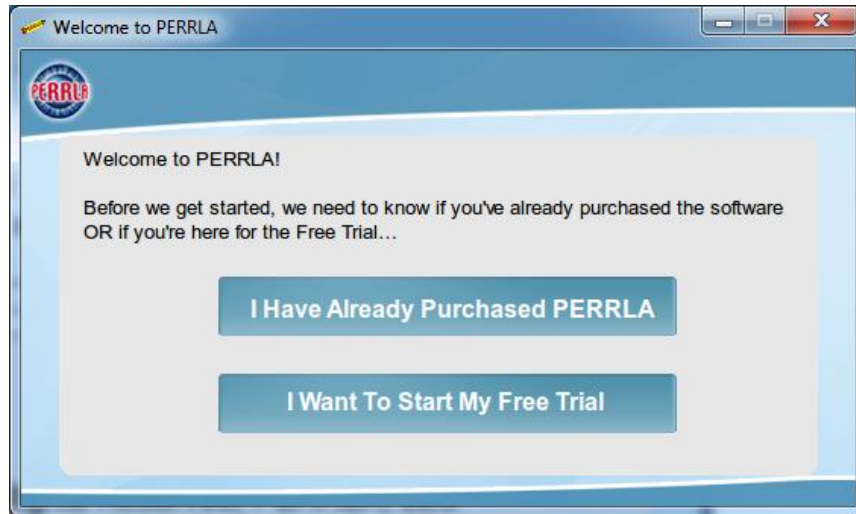 Welcome to PERRLA
PERRLA
Welcome to PERRLA!
Before we get started, we need to know if you've already purchased the software
OR if you're here for the Free Trial...
I Have Already Purchased PERRLA
I Want To Start My Free Trial